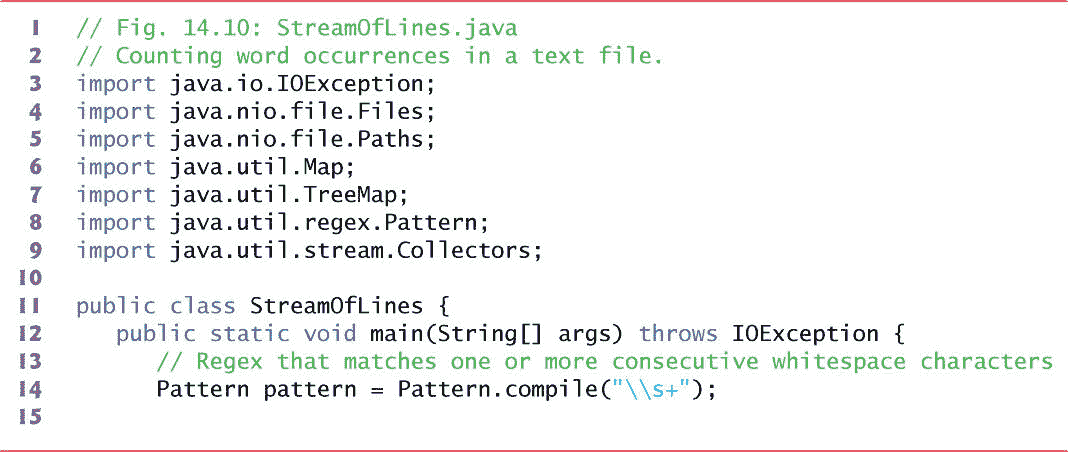 1 // Fig. 14.10: StreamOfLines.java
2 // Counting word occurrences in a text file.
3 import java.io.IOException;
4 import java.nio.file.Files;
5 import java.nio.file.Paths;
6 import java.util.Map;
7 import java.util.TreeMap;
8 import java.util.regex.Pattern;
9 import java.util.stream.Collectors;
10
11 public class StreamOfLines {
12    public static void main(String[] args) throws IOException {
13       // Regex that matches one or more consecutive whitespace characters
14       Pattern pattern = Pattern.compile("\\s+");
15